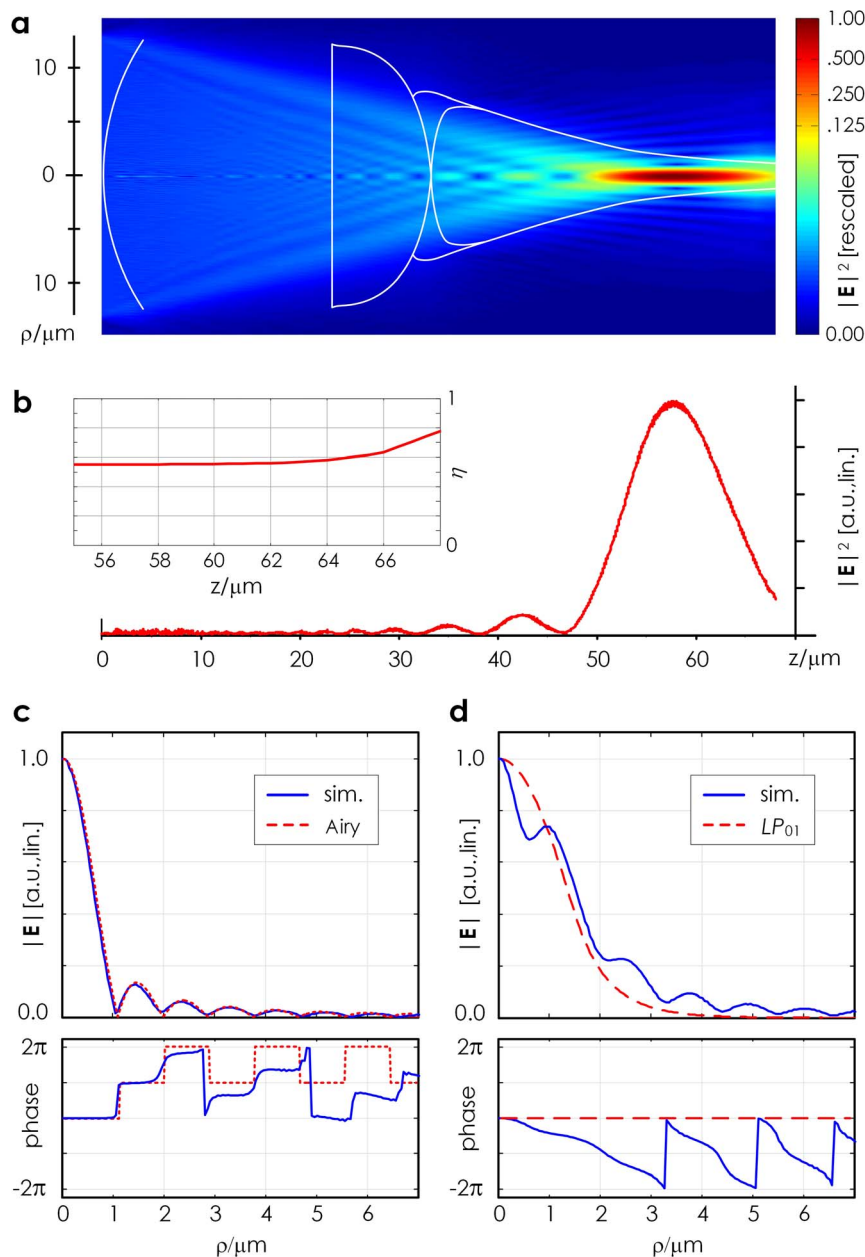 a
10
0
10
ρ/μm
1.00
.500
.250
.125
0.00
| E | ² [rescaled]
b
1
η
0
56 58 60 62 64 66
z/μm
| E | ² [a.u.,lin.]
0 10 20 30 40 50 60 z/μm
c
1.0
0.0
| E | [a.u.,lin.]
sim.
Airy
2π
-2π
phase
0 1 2 3 4 5 6
ρ/μm
d
1.0
0.0
| E | [a.u.,lin.]
sim.
LP₀₁
2π
-2π
phase
0 1 2 3 4 5 6
ρ/μm